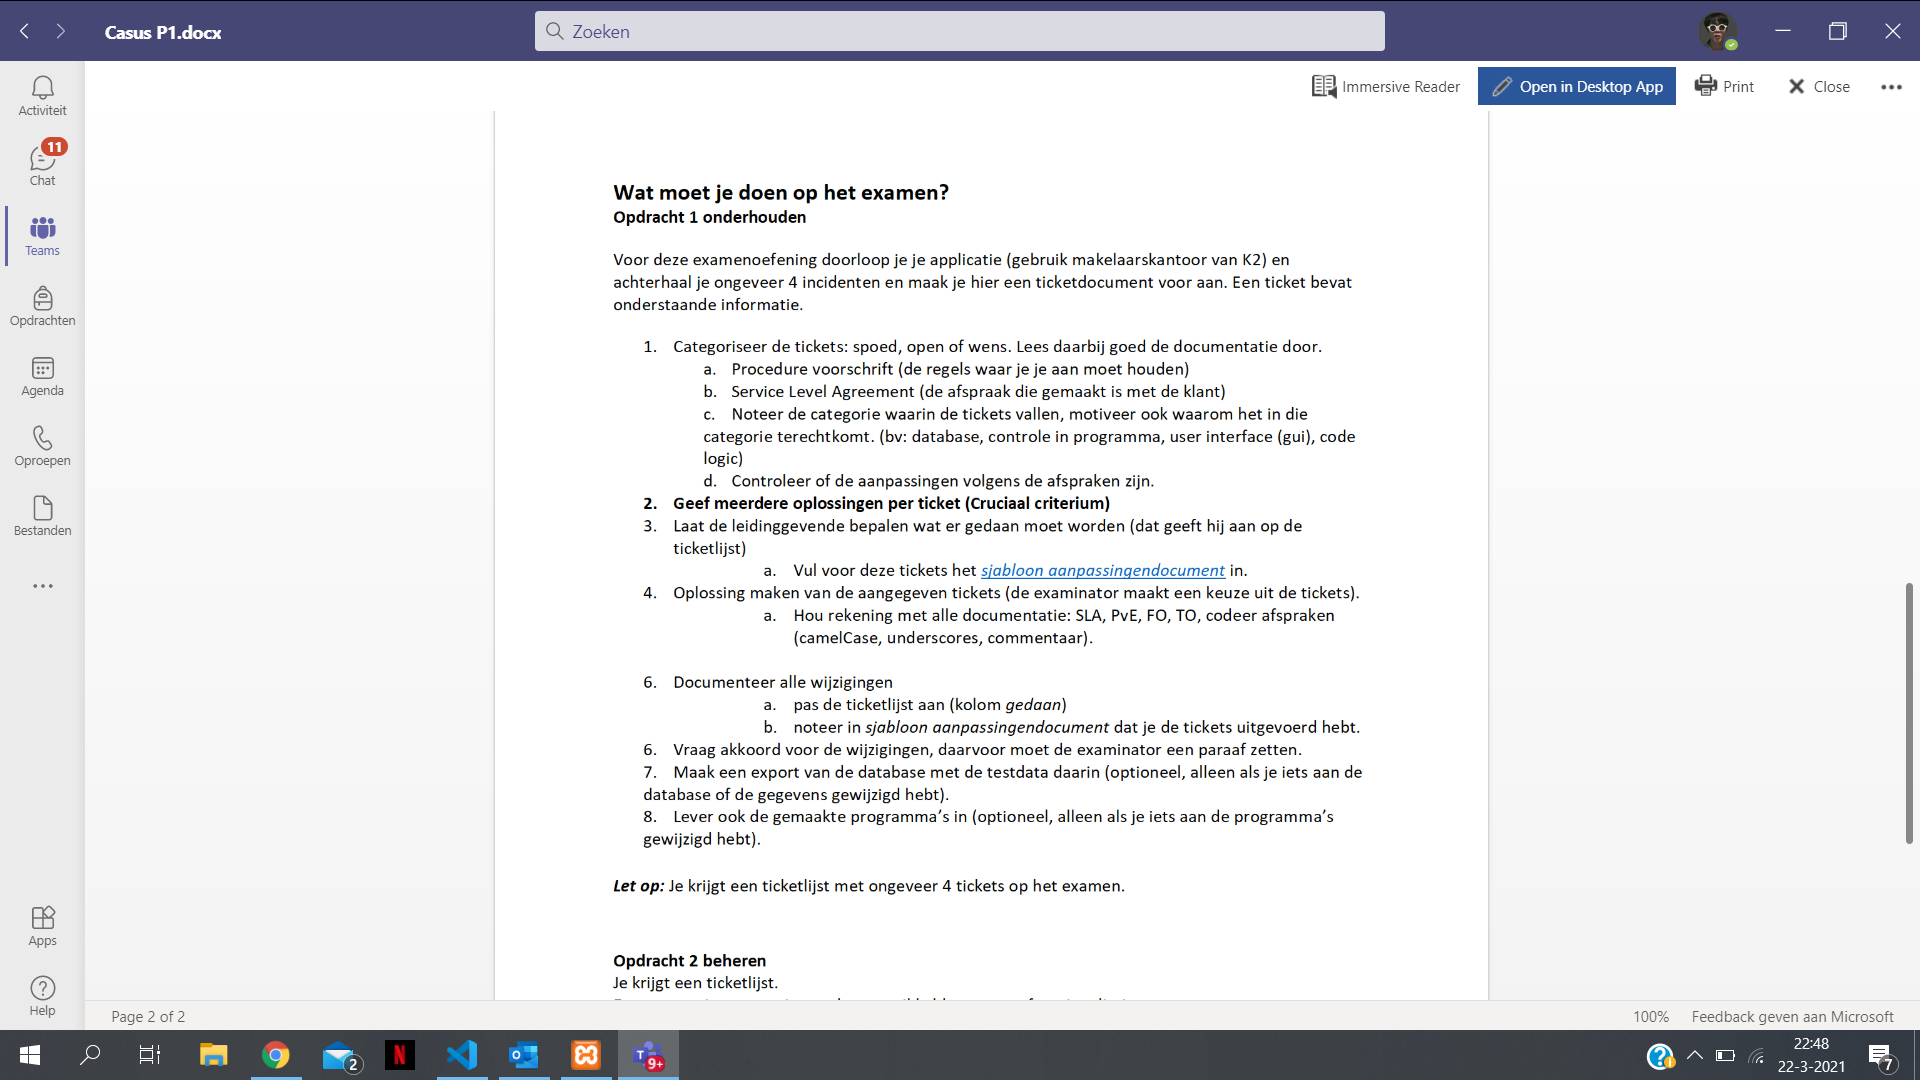 Casus P1.docx
Zoeken
Immersive Reader
Open in Desktop App
Print
Close
Activiteit
11
Chat
Teams
Opdrachten
Agenda
Oproepen
Bestanden
Apps
Help
Wat moet je doen op het examen?
Opdracht 1 onderhouden
Voor deze examenoefening doorloop je je applicatie (gebruik makelaarskantoor van K2) en
achterhaal je ongeveer 4 incidenten en maak je hier een ticketdocument voor aan. Een ticket bevat
onderstaande informatie.
1. Categoriseer de tickets: spoed, open of wens. Lees daarbij goed de documentatie door.
a. Procedure voorschrift (de regels waar je je aan moet houden)
b. Service Level Agreement (de afspraak die gemaakt is met de klant)
c. Noteer de categorie waarin de tickets vallen, motiveer ook waarom het in die
categorie terechtkomt. (bv: database, controle in programma, user interface (gui), code
logic)
d. Controleer of de aanpassingen volgens de afspraken zijn.
2. Geef meerdere oplossingen per ticket (Cruciaal criterium)
3. Laat de leidinggevende bepalen wat er gedaan moet worden (dat geeft hij aan op de
ticketlijst)
a. Vul voor deze tickets het sjabloon aanpassingendocument in.
4. Oplossing maken van de aangegeven tickets (de examinator maakt een keuze uit de tickets).
a. Hou rekening met alle documentatie: SLA, PvE, FO, TO, codeer afspraken
(camelCase, underscores, commentaar).
6. Documenteer alle wijzigingen
a. pas de ticketlijst aan (kolom gedaan)
b. noteer in sjabloon aanpassingendocument dat je de tickets uitgevoerd hebt.
6. Vraag akkoord voor de wijzigingen, daarvoor moet de examinator een paraaf zetten.
7. Maak een export van de database met de testdata daarin (optioneel, alleen als je iets aan de
database of de gegevens gewijzigd hebt).
8. Lever ook de gemaakte programma's in (optioneel, alleen als je iets aan de programma's
gewijzigd hebt).
Let op: Je krijgt een ticketlijst met ongeveer 4 tickets op het examen.
Opdracht 2 beheren
Je krijgt een ticketlijst.
Page 2 of 2
100%
Feedback geven aan Microsoft
2
N
9+
22:48
22-3-2021
7